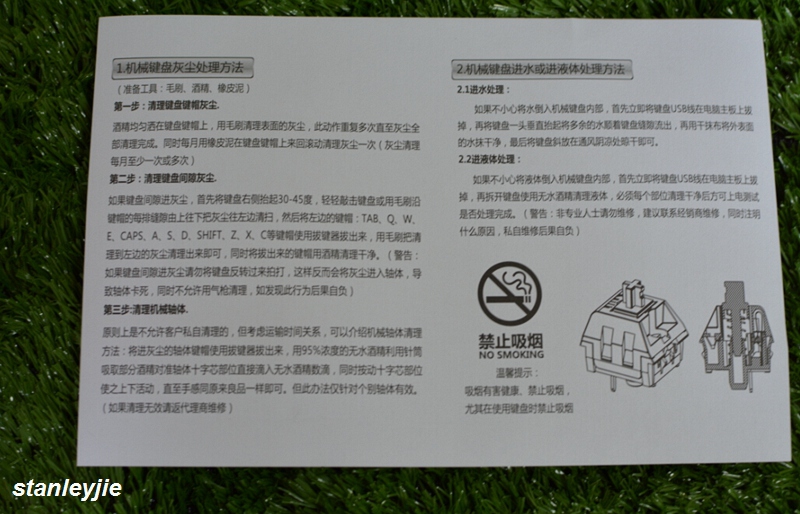 1.机械键盘灰尘处理方法
（准备工具：毛刷、酒精、橡皮泥）
第一步：清理键盘键帽灰尘.
酒精均匀洒在键盘键帽上，用毛刷清理表面的灰尘，此动作重复多次直至灰尘全
部清理完成。同时每月用橡皮泥在键盘键帽上来回滚动清理灰尘一次（灰尘清理
每月至少一次或多次）
第二步：清理键盘间隙灰尘.
如果键盘间隙进灰尘，首先将键盘右侧抬起30-45度，轻轻敲击键盘或用毛刷沿
键帽的每排缝隙由上往下把灰尘往左边清扫，然后将左边的键帽：TAB、Q、W、
E、CAPS、A、S、D、SHIFT、Z、X、C等键帽使用拔键器拔出来，用毛刷把清
理到左边的灰尘清理出来即可，同时将拔出来的键帽用酒精清理干净。（警告：
如果键盘间隙进灰尘请勿将键盘反转过来拍打，这样反而会将灰尘进入轴体，导
致轴体卡死，同时不允许用气枪清理，如发现此行为后果自负）
第三步:清理机械轴体.
原则上是不允许客户私自清理的，但考虑运输时间关系，可以介绍机械轴体清理
方法：将进灰尘的轴体键帽使用拔键器拔出来，用95%浓度的无水酒精利用针筒
吸取部分酒精对准轴体十字芯部位直接滴入无水酒精数滴，同时按动十字芯部位
使之上下活动，直至手感同原来良品一样即可。但此办法仅针对个别轴体有效。
（如果清理无效请返代理商维修）
2.机械键盘进水或进液体处理方法
2.1进水处理：
如果不小心将水倒入机械键盘内部，首先立即将键盘USB线在电脑主板上拔
掉，再将键盘一头垂直抬起将多余的水顺着键盘缝隙流出，再用干抹布将外表面
的水抹干净，最后将键盘斜放在通风阴凉处晾干即可。
2.2进液体处理：
如果不小心将液体倒入机械键盘内部，首先立即将键盘USB线在电脑主板上拔
掉，再拆开键盘使用无水酒精清理液体，必须每个部位清理干净后方可上电测试
是否处理完成。（警告：非专业人士请勿维修，建议联系经销商维修，同时注明
什么原因，私自维修后果自负）
禁止吸烟
NO SMOKING
温馨提示：
吸烟有害健康、禁止吸烟，
尤其在使用键盘时禁止吸烟
stanleyjie